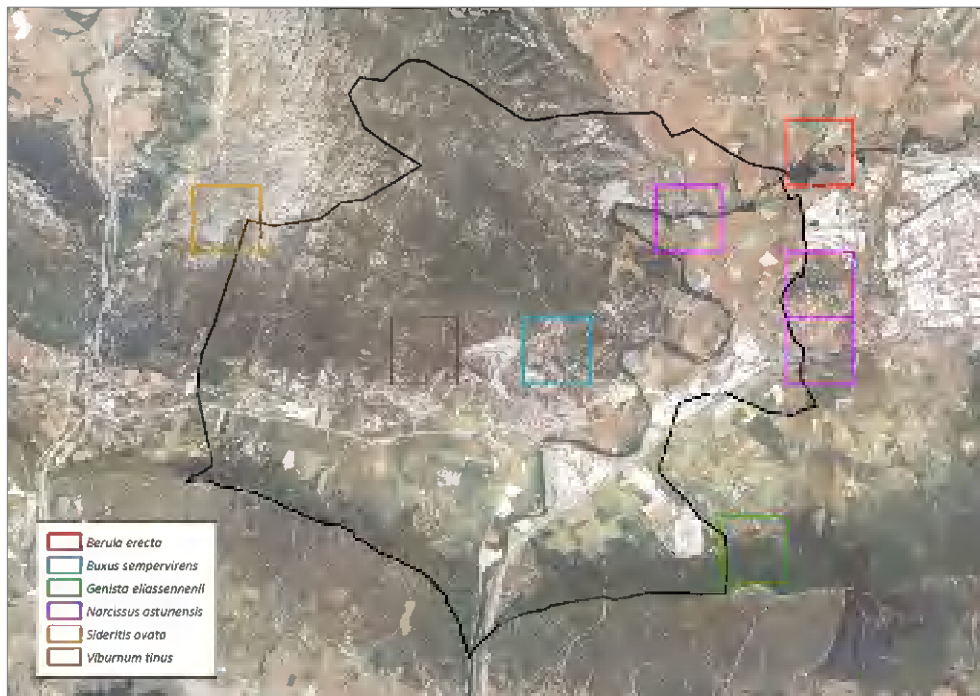 Berula erecta
Buxus sempervirens
Genista eliassennenii
Narcissus asturiensis
Sideritis ovata
Viburnum tinus